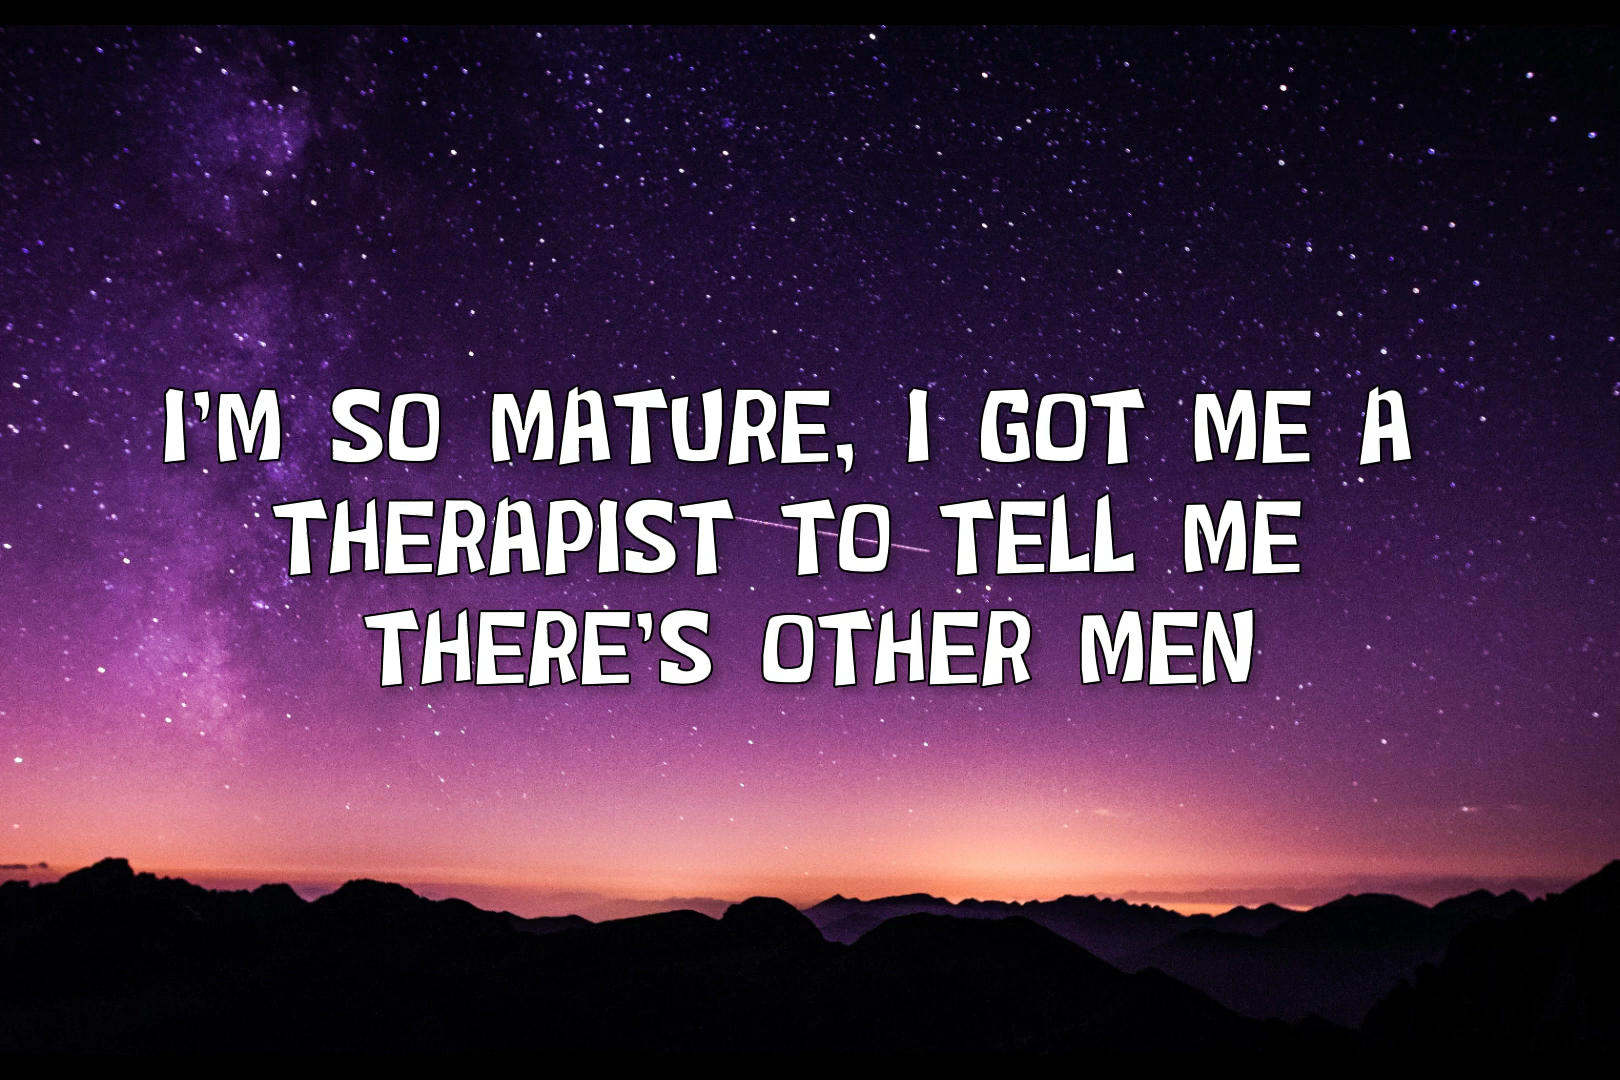 I'M SO MATURE, I GOT ME A
THERAPIST TO TELL ME
THERE'S OTHER MEN